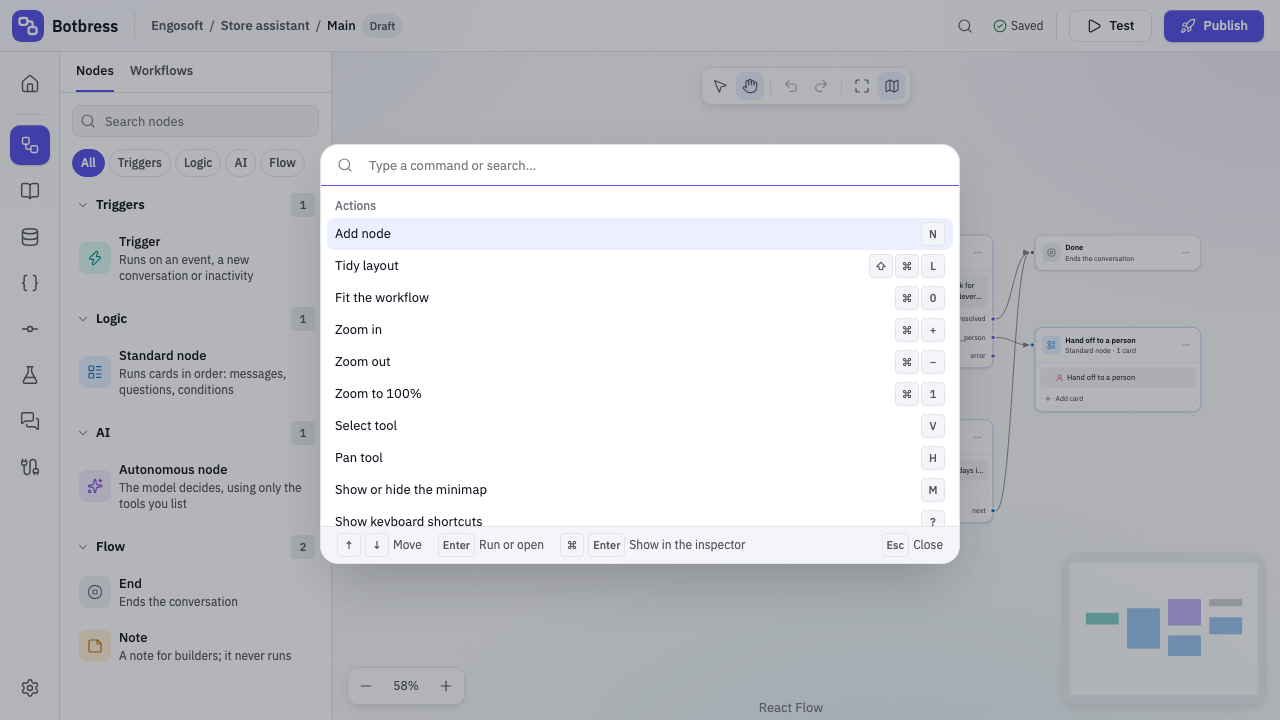 Botbress
Engosoft / Store assistant / Main Draft
Saved
Test
Publish
Nodes Workflows
Search nodes
All Triggers Logic AI Flow
Triggers 1
Trigger
Runs on an event, a new
conversation or inactivity
Logic 1
Standard node
Runs cards in order: messages,
questions, conditions
AI 1
Autonomous node
The model decides, using only the
tools you list
Flow 2
End
Ends the conversation
Note
A note for builders; it never runs
Type a command or search…
Actions
Add node N
Tidy layout ⇧ ⌘ L
Fit the workflow ⌘ 0
Zoom in ⌘ +
Zoom out ⌘ −
Zoom to 100% ⌘ 1
Select tool V
Pan tool H
Show or hide the minimap M
Show keyboard shortcuts ?
↑ ↓ Move Enter Run or open ⌘ Enter Show in the inspector Esc Close
k for
lever…
resolved
_person
error
days i…
next
Done
Ends the conversation
Hand off to a person
Standard node · 1 card
Hand off to a person
Add card
58%
React Flow